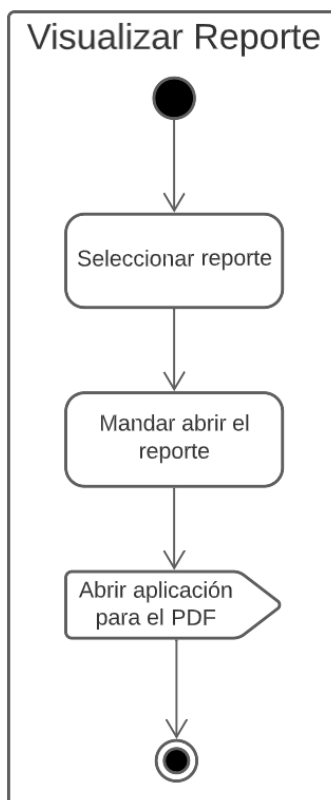 Visualizar Reporte
Seleccionar reporte
Mandar abrir el
reporte
Abrir aplicación
para el PDF